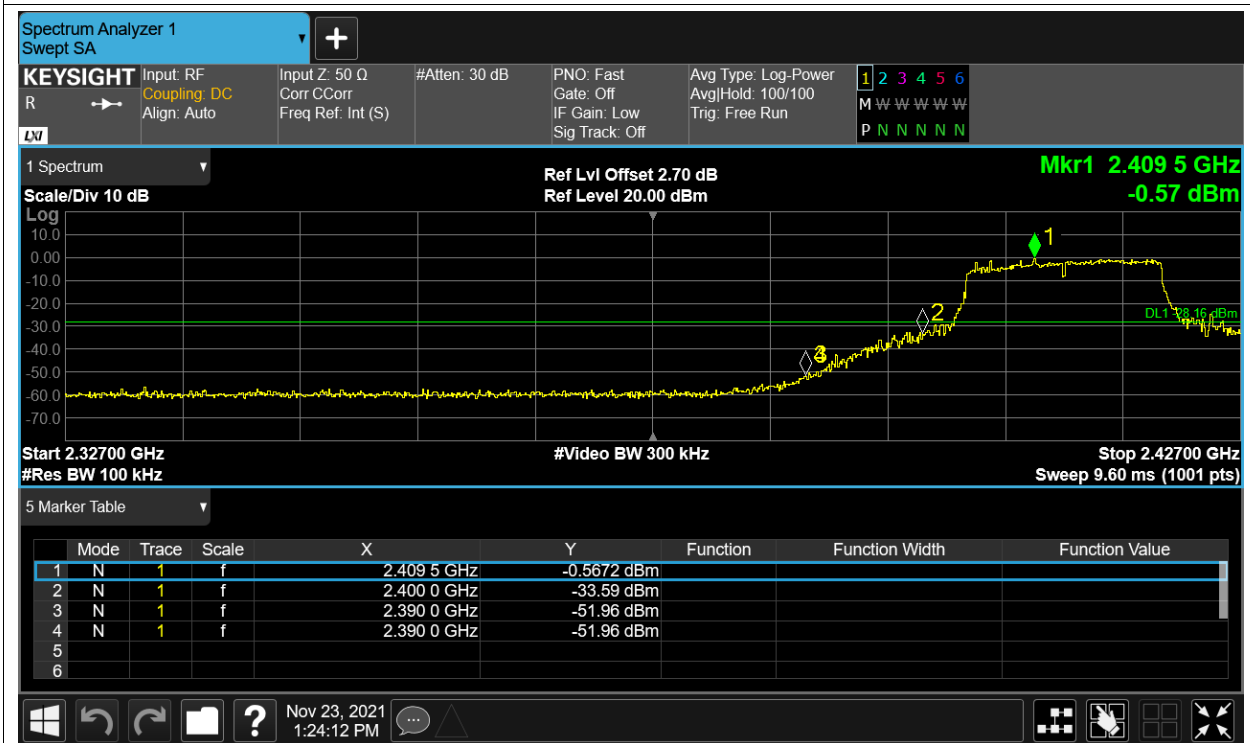 Spectrum Analyzer 1
Swept SA
KEYSIGHT
R
LXI
Input: RF
Coupling: DC
Align: Auto
Input Z: 50 Ω
Corr CCorr
Freq Ref: Int (S)
#Atten: 30 dB
PNO: Fast
Gate: Off
IF Gain: Low
Sig Track: Off
Avg Type: Log-Power
Avg|Hold: 100/100
Trig: Free Run
1 2 3 4 5 6
M W W W W W
P N N N N N
1 Spectrum
Scale/Div 10 dB
Ref Lvl Offset 2.70 dB
Ref Level 20.00 dBm
Mkr1 2.409 5 GHz
-0.57 dBm
Log
10.0
0.00
-10.0
-20.0
-30.0
-40.0
-50.0
-60.0
-70.0
1
2
DL1 -28.16 dBm
Start 2.32700 GHz
#Video BW 300 kHz
Stop 2.42700 GHz
#Res BW 100 kHz
Sweep 9.60 ms (1001 pts)
5 Marker Table
Mode Trace Scale X Y Function Function Width Function Value
1 N 1 f 2.409 5 GHz -0.5672 dBm
2 N 1 f 2.400 0 GHz -33.59 dBm
3 N 1 f 2.390 0 GHz -51.96 dBm
4 N 1 f 2.390 0 GHz -51.96 dBm
5
6
?
Nov 23, 2021
1:24:12 PM